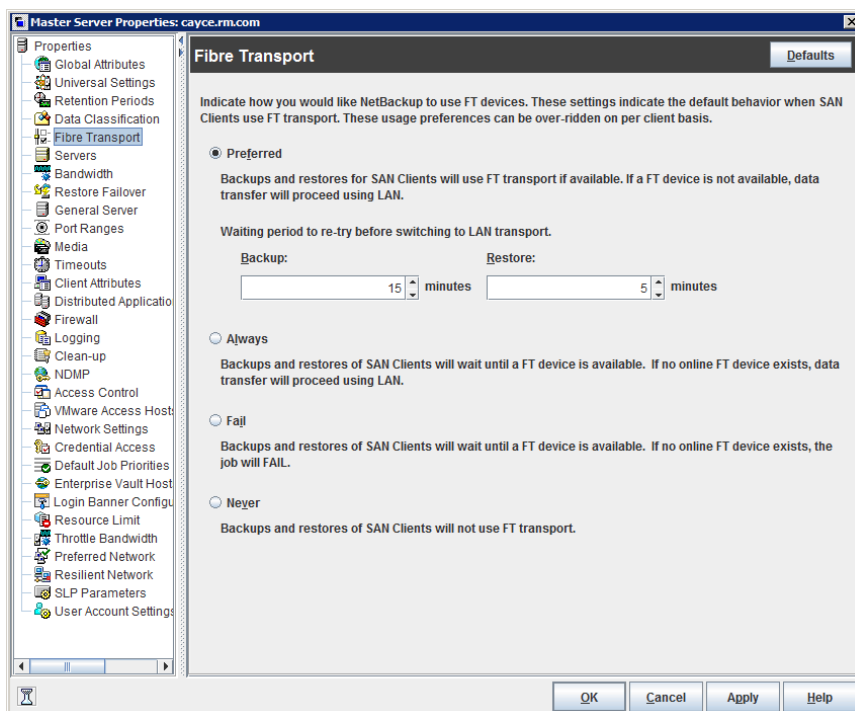 Master Server Properties: cayce.rm.com
Properties
Global Attributes
Universal Settings
Retention Periods
Data Classification
Fibre Transport
Servers
Bandwidth
Restore Failover
General Server
Port Ranges
Media
Timeouts
Client Attributes
Distributed Applicatio
Firewall
Logging
Clean-up
NDMP
Access Control
VMware Access Hosts
Network Settings
Credential Access
Default Job Priorities
Enterprise Vault Host
Login Banner Configu
Resource Limit
Throttle Bandwidth
Preferred Network
Resilient Network
SLP Parameters
User Account Settings
Fibre Transport
Defaults
Indicate how you would like NetBackup to use FT devices. These settings indicate the default behavior when SAN
Clients use FT transport. These usage preferences can be over-ridden on per client basis.
Preferred
Backups and restores for SAN Clients will use FT transport if available. If a FT device is not available, data
transfer will proceed using LAN.
Waiting period to re-try before switching to LAN transport.
Backup: Restore:
15 minutes 5 minutes
Always
Backups and restores of SAN Clients will wait until a FT device is available. If no online FT device exists, data
transfer will proceed using LAN.
Fail
Backups and restores of SAN Clients will wait until a FT device is available. If no online FT device exists, the
job will FAIL.
Never
Backups and restores of SAN Clients will not use FT transport.
OK Cancel Apply Help